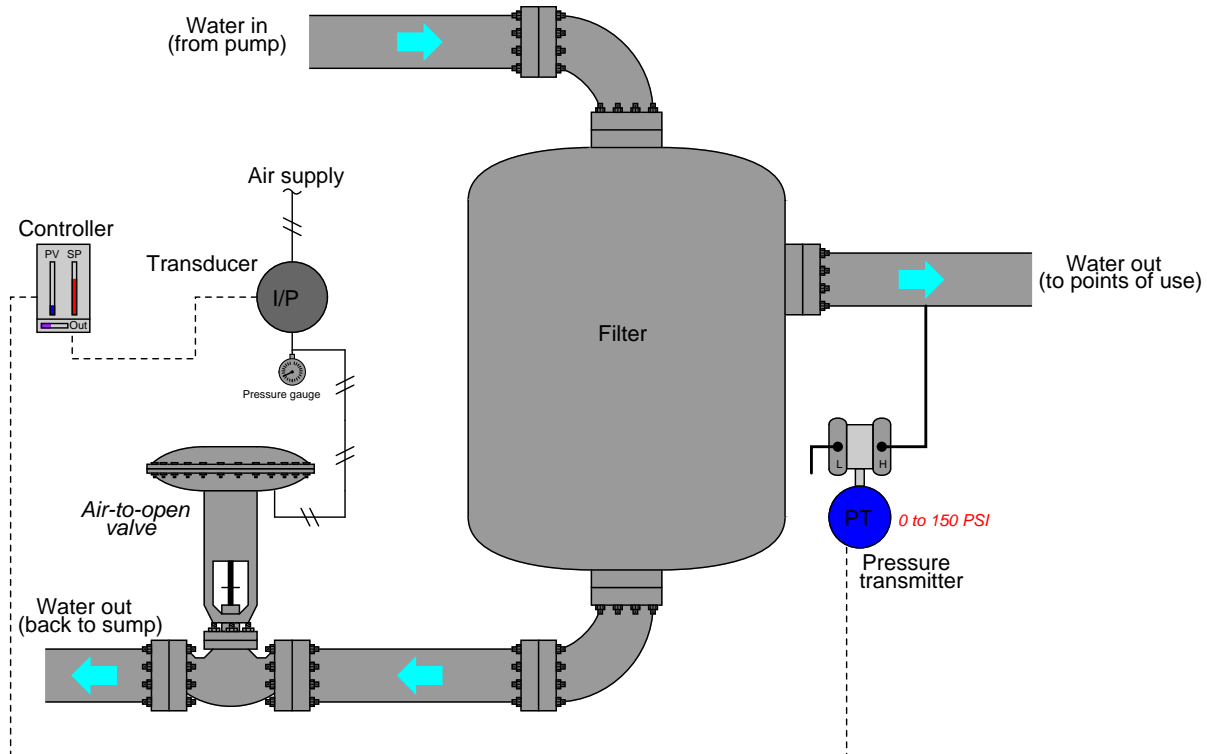 Water in
(from pump)
Air supply
Controller
PV SP
Out
Transducer
I/P
Pressure gauge
Filter
Water out
(to points of use)
L H
Air-to-open
valve
PT
0 to 150 PSI
Pressure
transmitter
Water out
(back to sump)